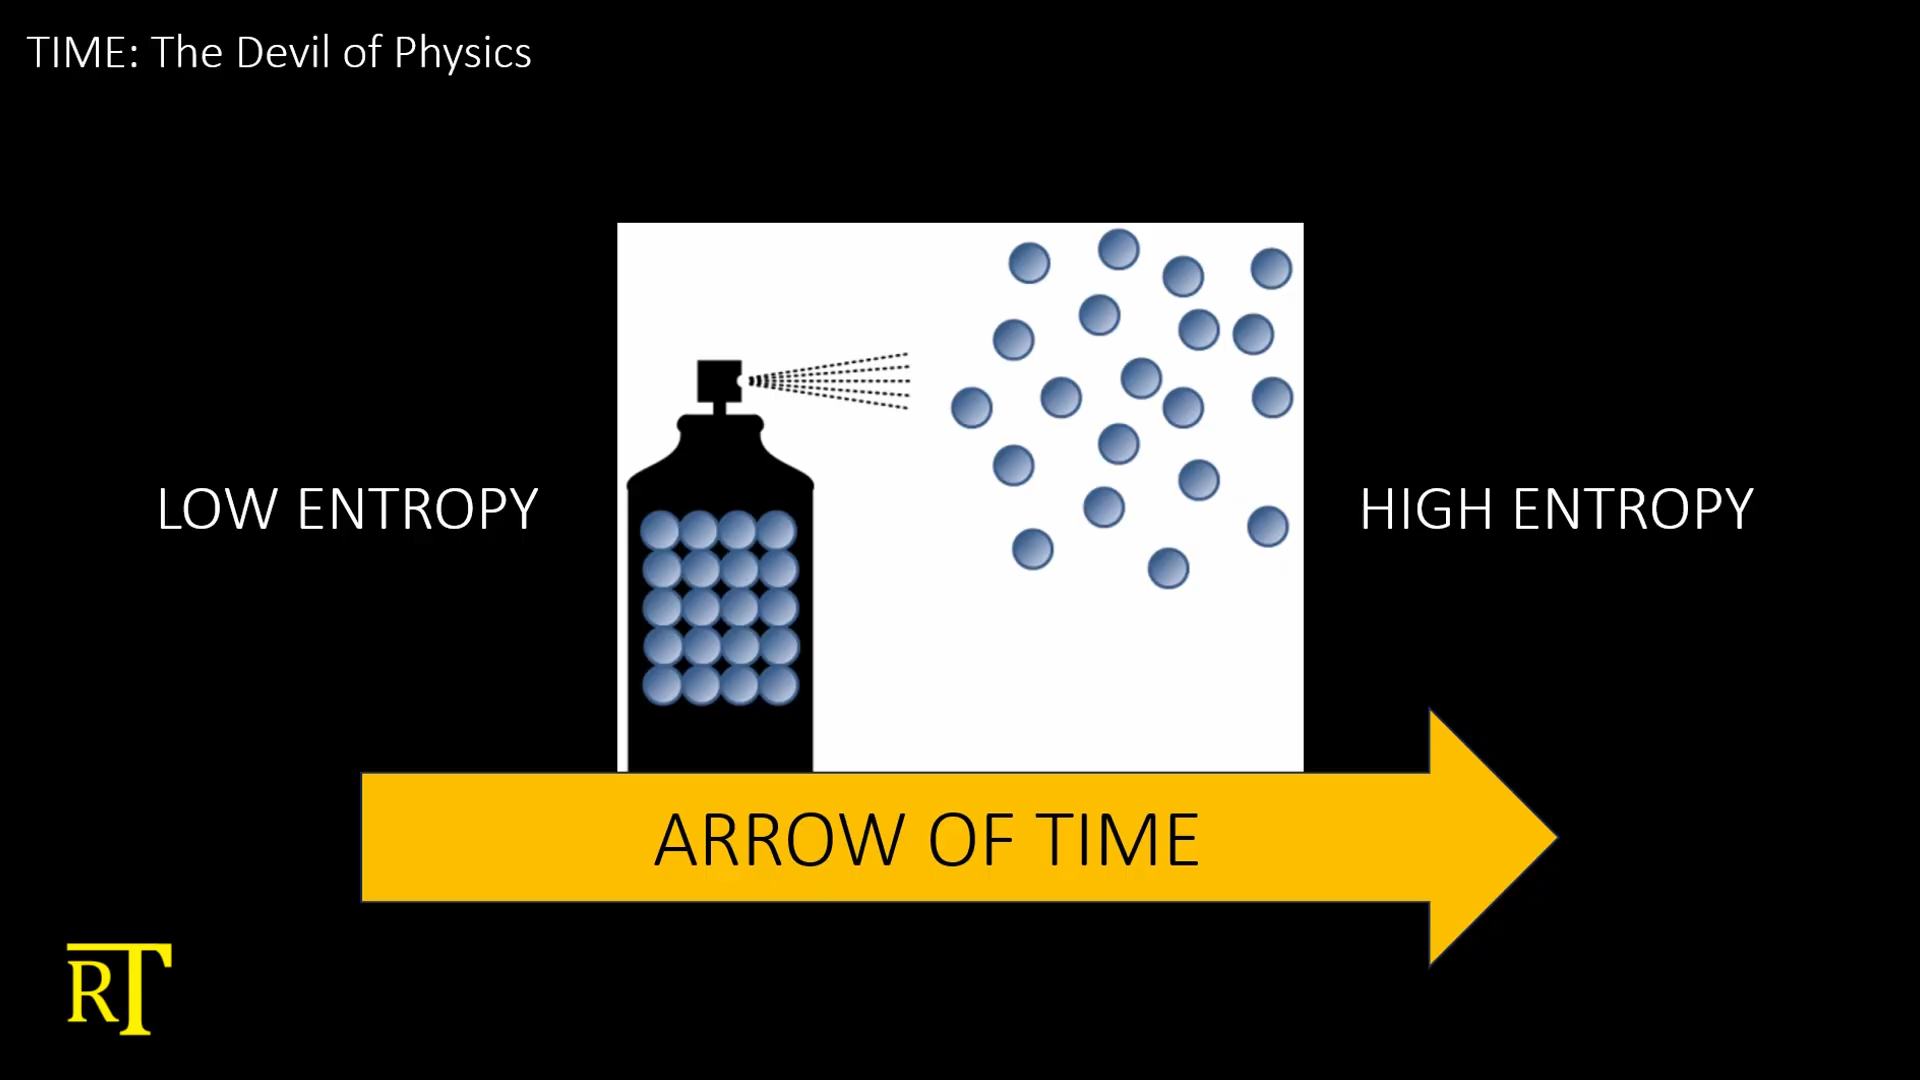 TIME: The Devil of Physics
LOW ENTROPY
HIGH ENTROPY
ARROW OF TIME
RT